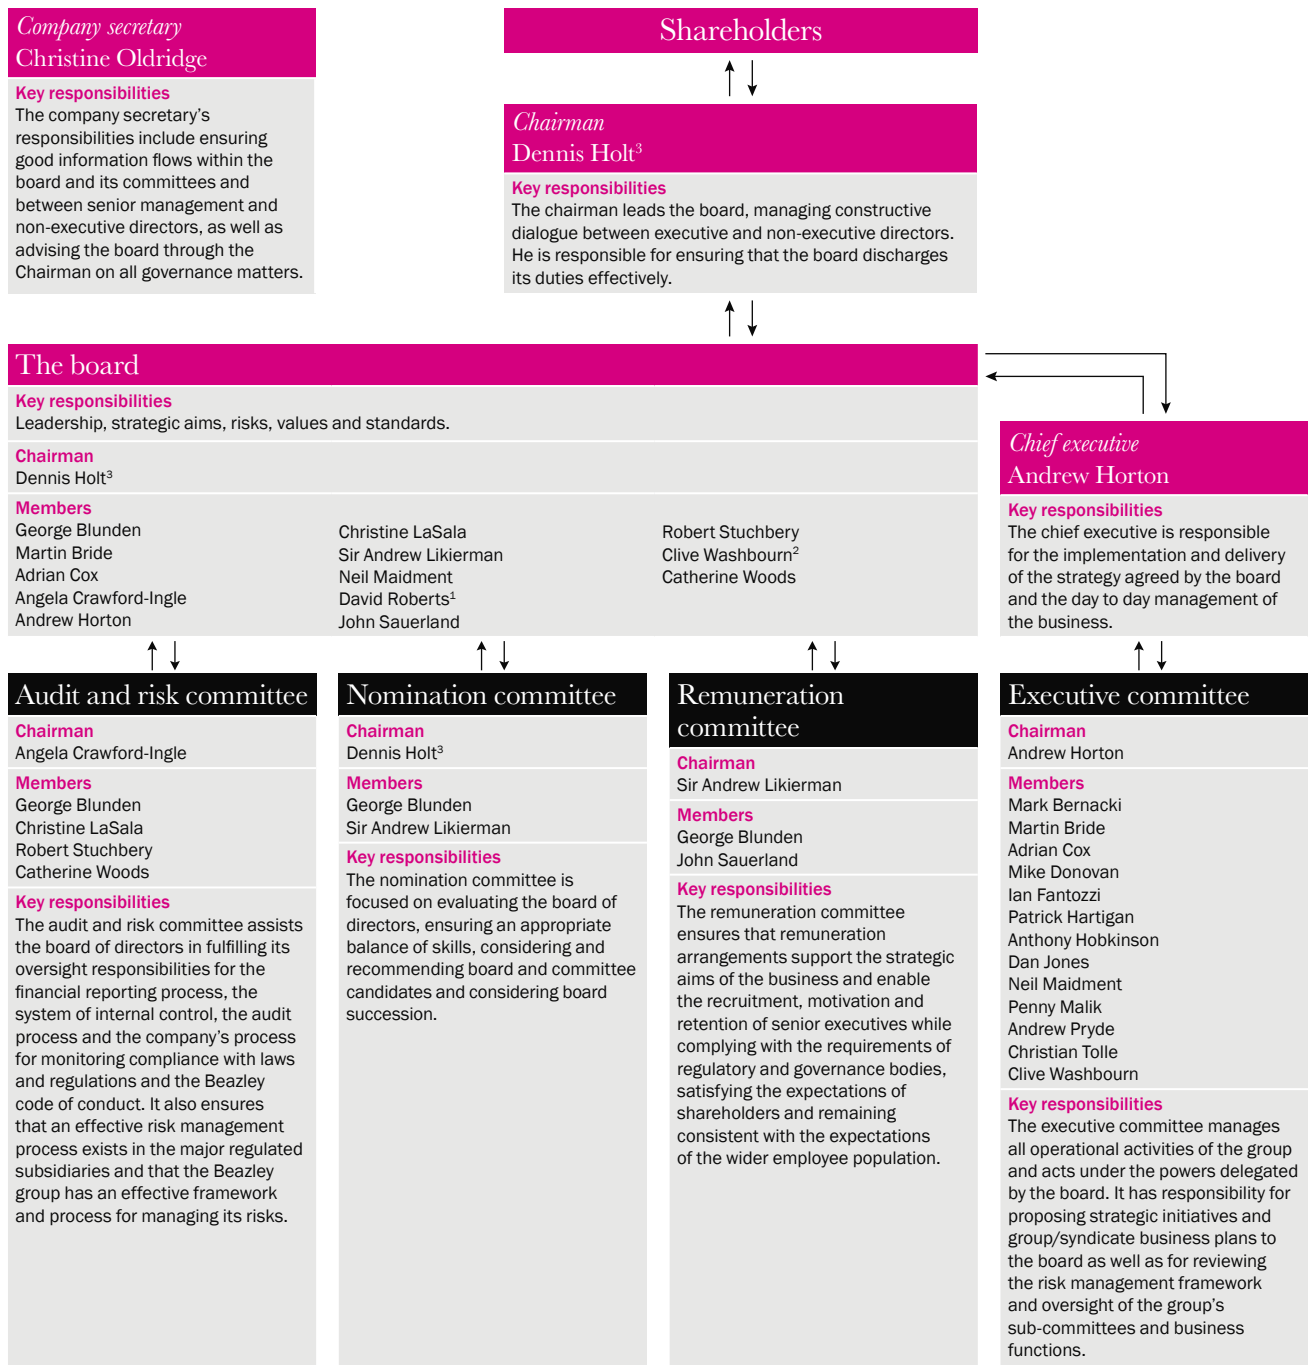 Company secretary
Christine Oldridge
Key responsibilities
The company secretary’s
responsibilities include ensuring
good information flows within the
board and its committees and
between senior management and
non-executive directors, as well as
advising the board through the
Chairman on all governance matters.
Shareholders
Chairman
Dennis Holt³
Key responsibilities
The chairman leads the board, managing constructive
dialogue between executive and non-executive directors.
He is responsible for ensuring that the board discharges
its duties effectively.
The board
Key responsibilities
Leadership, strategic aims, risks, values and standards.
Chairman
Dennis Holt³
Members
George Blunden
Martin Bride
Adrian Cox
Angela Crawford-Ingle
Andrew Horton
Christine LaSala
Sir Andrew Likierman
Neil Maidment
David Roberts¹
John Sauerland
Robert Stuchbery
Clive Washbourn²
Catherine Woods
Chief executive
Andrew Horton
Key responsibilities
The chief executive is responsible
for the implementation and delivery
of the strategy agreed by the board
and the day to day management of
the business.
Audit and risk committee
Chairman
Angela Crawford-Ingle
Members
George Blunden
Christine LaSala
Robert Stuchbery
Catherine Woods
Key responsibilities
The audit and risk committee assists
the board of directors in fulfilling its
oversight responsibilities for the
financial reporting process, the
system of internal control, the audit
process and the company’s process
for monitoring compliance with laws
and regulations and the Beazley
code of conduct. It also ensures
that an effective risk management
process exists in the major regulated
subsidiaries and that the Beazley
group has an effective framework
and process for managing its risks.
Nomination committee
Chairman
Dennis Holt³
Members
George Blunden
Sir Andrew Likierman
Key responsibilities
The nomination committee is
focused on evaluating the board of
directors, ensuring an appropriate
balance of skills, considering and
recommending board and committee
candidates and considering board
succession.
Remuneration
committee
Chairman
Sir Andrew Likierman
Members
George Blunden
John Sauerland
Key responsibilities
The remuneration committee
ensures that remuneration
arrangements support the strategic
aims of the business and enable
the recruitment, motivation and
retention of senior executives while
complying with the requirements of
regulatory and governance bodies,
satisfying the expectations of
shareholders and remaining
consistent with the expectations
of the wider employee population.
Executive committee
Chairman
Andrew Horton
Members
Mark Bernacki
Martin Bride
Adrian Cox
Mike Donovan
Ian Fantozzi
Patrick Hartigan
Anthony Hobkinson
Dan Jones
Neil Maidment
Penny Malik
Andrew Pryde
Christian Tolle
Clive Washbourn
Key responsibilities
The executive committee manages
all operational activities of the group
and acts under the powers delegated
by the board. It has responsibility for
proposing strategic initiatives and
group/syndicate business plans to
the board as well as for reviewing
the risk management framework
and oversight of the group’s
sub-committees and business
functions.